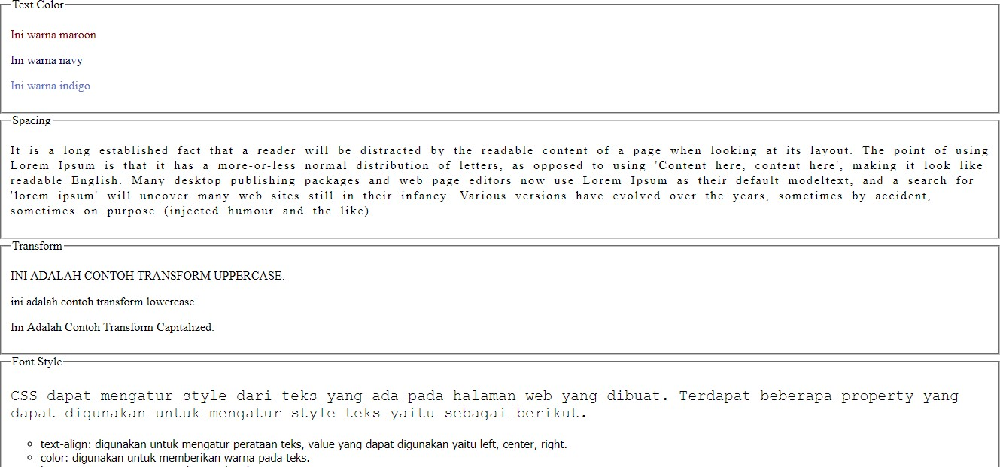 Text Color
Ini warna maroon
Ini warna navy
Ini warna indigo
Spacing
It is a long established fact that a reader will be distracted by the readable content of a page when looking at its layout. The point of using
Lorem Ipsum is that it has a more-or-less normal distribution of letters, as opposed to using 'Content here, content here', making it look like
readable English. Many desktop publishing packages and web page editors now use Lorem Ipsum as their default modeltext, and a search for
'lorem ipsum' will uncover many web sites still in their infancy. Various versions have evolved over the years, sometimes by accident,
sometimes on purpose (injected humour and the like).
Transform
INI ADALAH CONTOH TRANSFORM UPPERCASE.
ini adalah contoh transform lowercase.
Ini Adalah Contoh Transform Capitalized.
Font Style
CSS dapat mengatur style dari teks yang ada pada halaman web yang dibuat. Terdapat beberapa property yang
dapat digunakan untuk mengatur style teks yaitu sebagai berikut.
text-align: digunakan untuk mengatur perataan teks, value yang dapat digunakan yaitu left, center, right.
color: digunakan untuk memberikan warna pada teks.